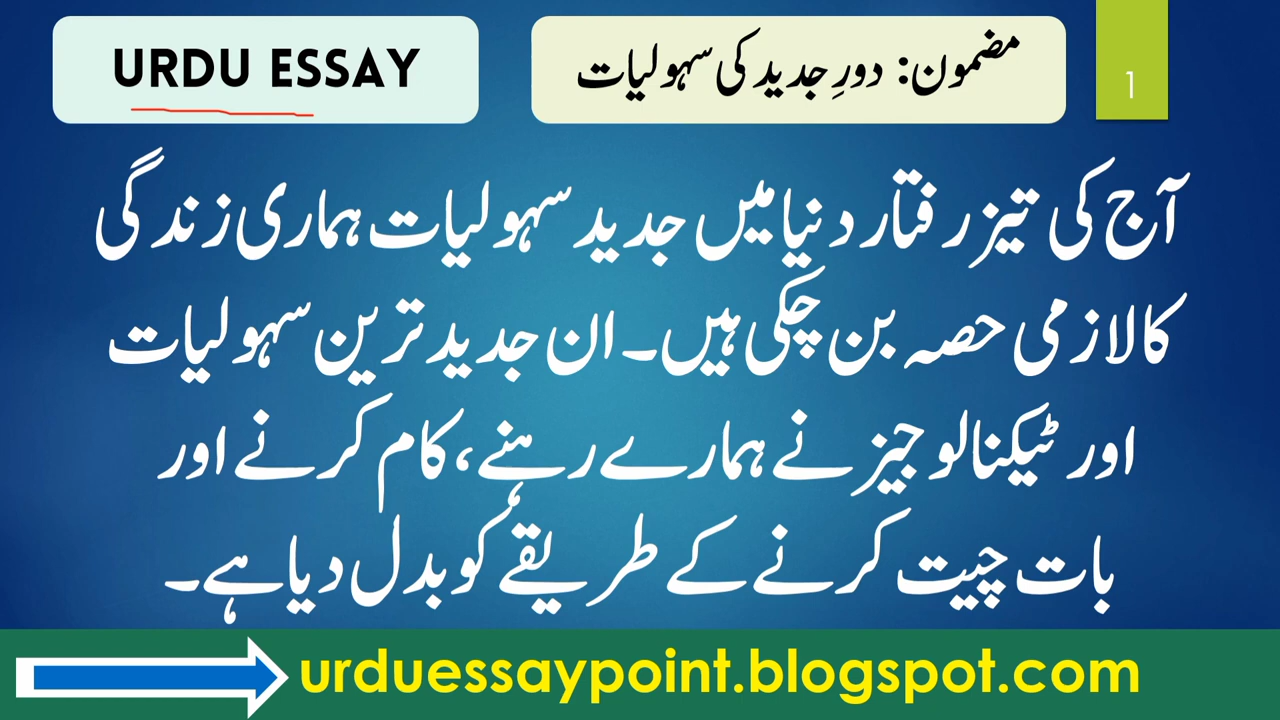 URDU ESSAY
مضمون: دورِ جدید کی سہولیات
1
آج کی تیز رفتار دنیا میں جدید سہولیات ہماری زندگی
کا لازمی حصہ بن چکی ہیں۔ ان جدید ترین سہولیات
اور ٹیکنالوجیز نے ہمارے رہنے، کام کرنے اور
بات چیت کرنے کے طریقے کو بدل دیا ہے۔
urduessaypoint.blogspot.com